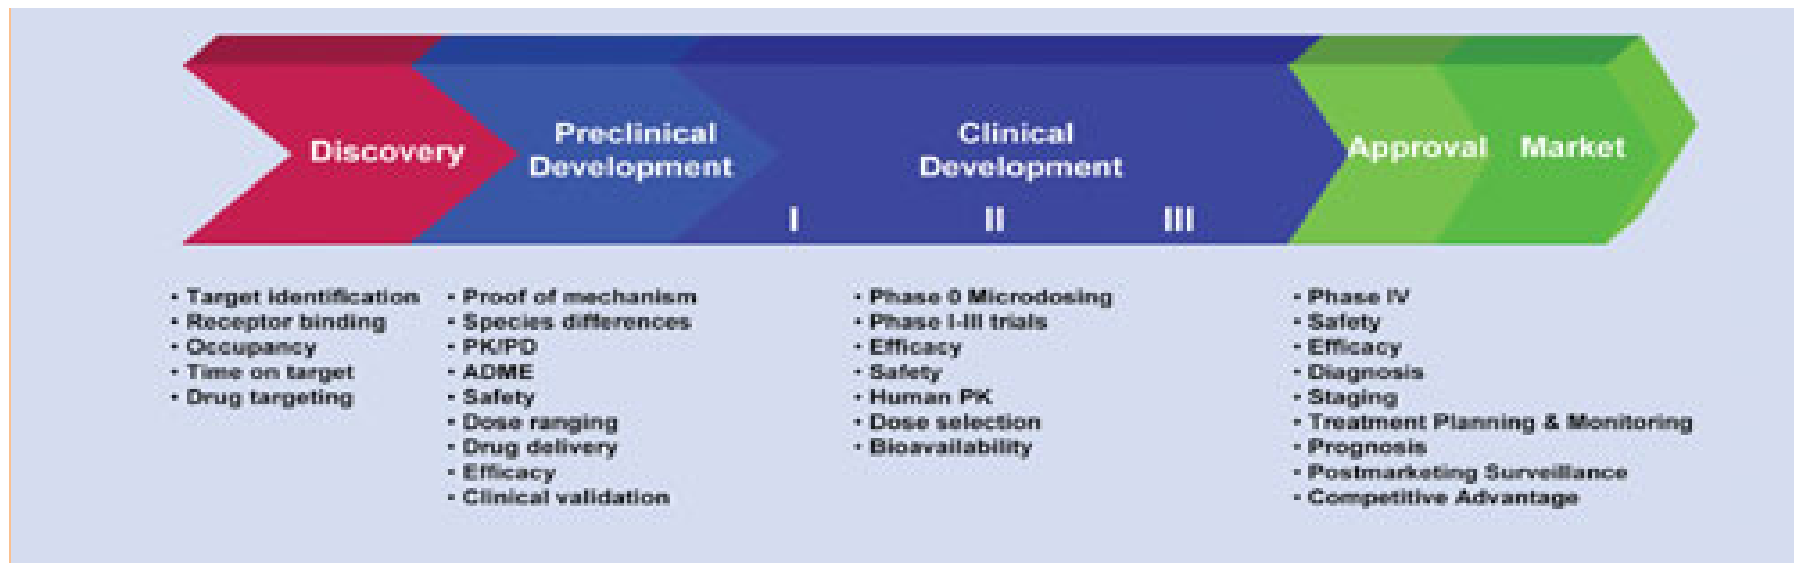 Discovery
Preclinical
Development
Clinical
Development
I
II
III
Approval
Market
• Target identification
• Receptor binding
• Occupancy
• Time on target
• Drug targeting
• Proof of mechanism
• Species differences
• PK/PD
• ADME
• Safety
• Dose ranging
• Drug delivery
• Efficacy
• Clinical validation
• Phase 0 Microdosing
• Phase I-III trials
• Efficacy
• Safety
• Human PK
• Dose selection
• Bioavailability
• Phase IV
• Safety
• Efficacy
• Diagnosis
• Staging
• Treatment Planning & Monitoring
• Prognosis
• Postmarketing Surveillance
• Competitive Advantage